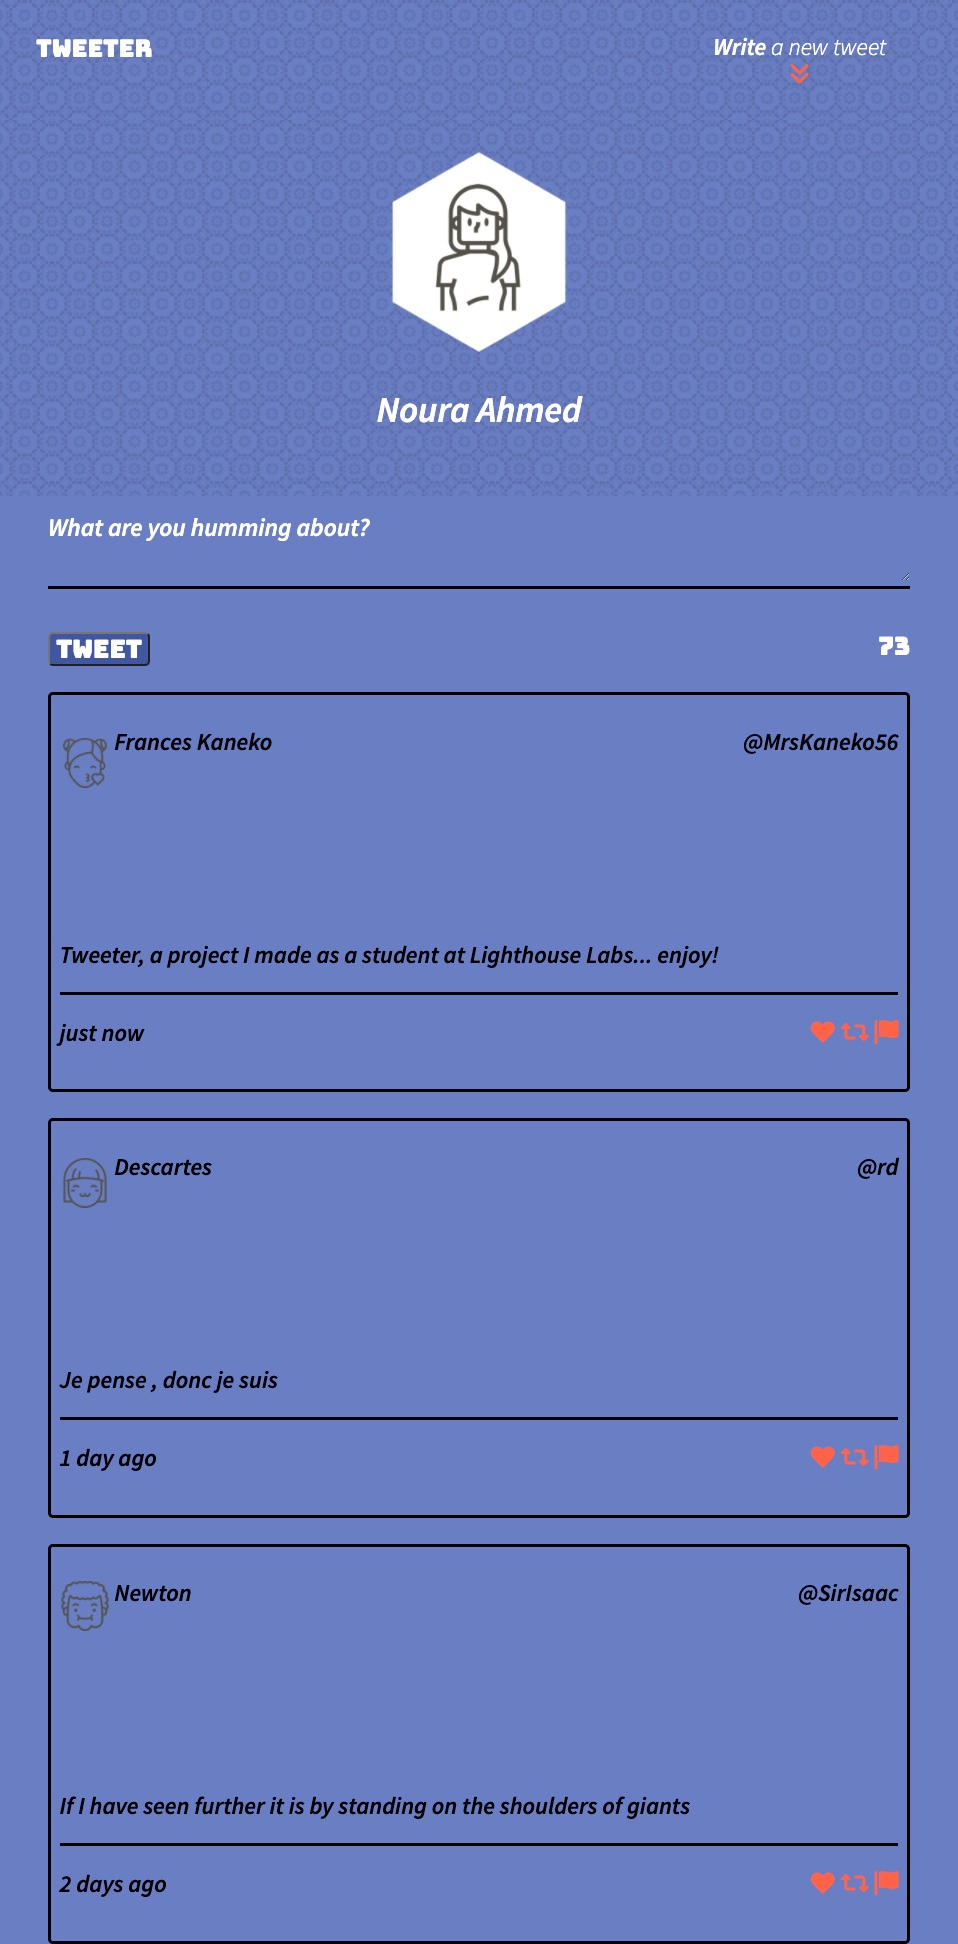 TWEETER
Write a new tweet
Noura Ahmed
What are you humming about?
TWEET
73
Frances Kaneko
@MrsKaneko56
Tweeter, a project I made as a student at Lighthouse Labs... enjoy!
just now
Descartes
@rd
Je pense , donc je suis
1 day ago
Newton
@SirIsaac
If I have seen further it is by standing on the shoulders of giants
2 days ago